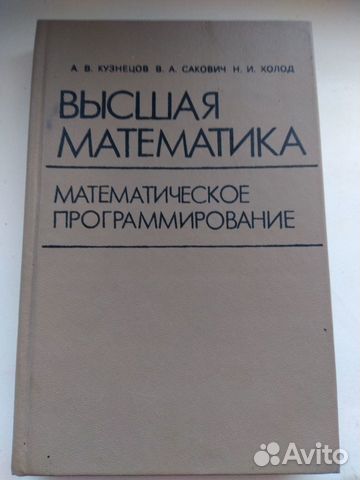 А. В. КУЗНЕЦОВ В. А. САКОВИЧ Н. И. ХОЛОД
ВЫСШАЯ
МАТЕМАТИКА
МАТЕМАТИЧЕСКОЕ
ПРОГРАММИРОВАНИЕ
Avito